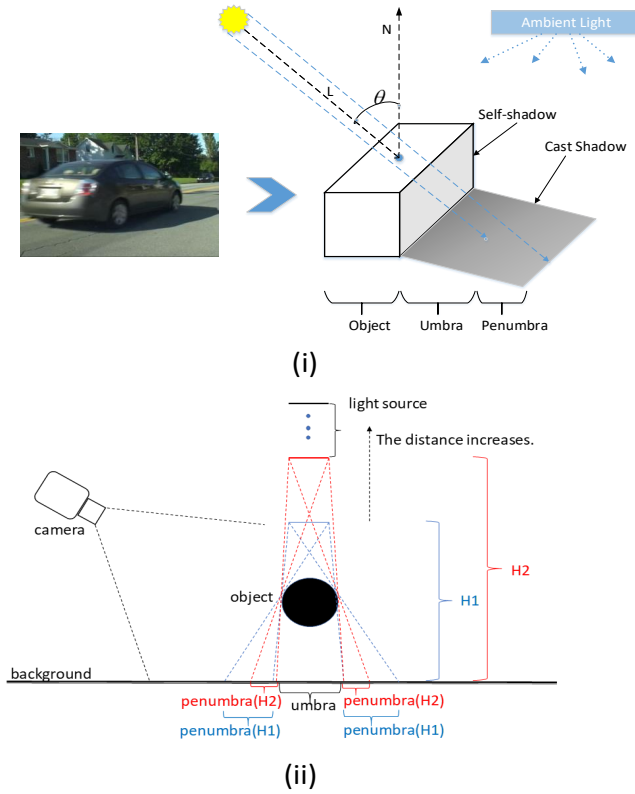 Ambient Light
N
L
θ
Self-shadow
Cast Shadow
Object
Umbra
Penumbra
(i)
light source
The distance increases.
camera
H2
object
H1
background
penumbra(H2)
umbra
penumbra(H2)
penumbra(H1)
penumbra(H1)
(ii)